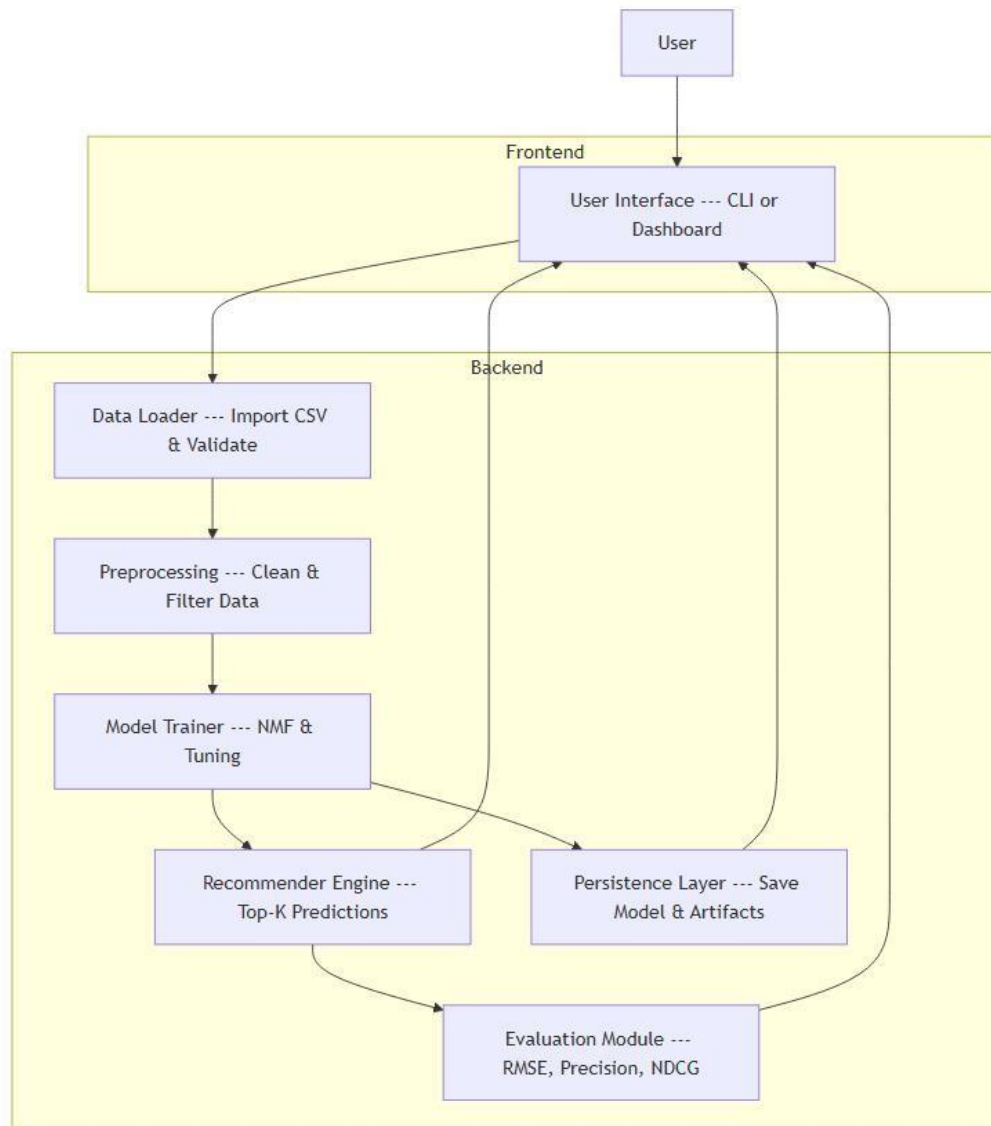 User
Frontend
User Interface --- CLI or
Dashboard
Backend
Data Loader --- Import CSV
& Validate
Preprocessing --- Clean &
Filter Data
Model Trainer --- NMF &
Tuning
Recommender Engine ---
Top-K Predictions
Persistence Layer --- Save
Model & Artifacts
Evaluation Module ---
RMSE, Precision, NDCG